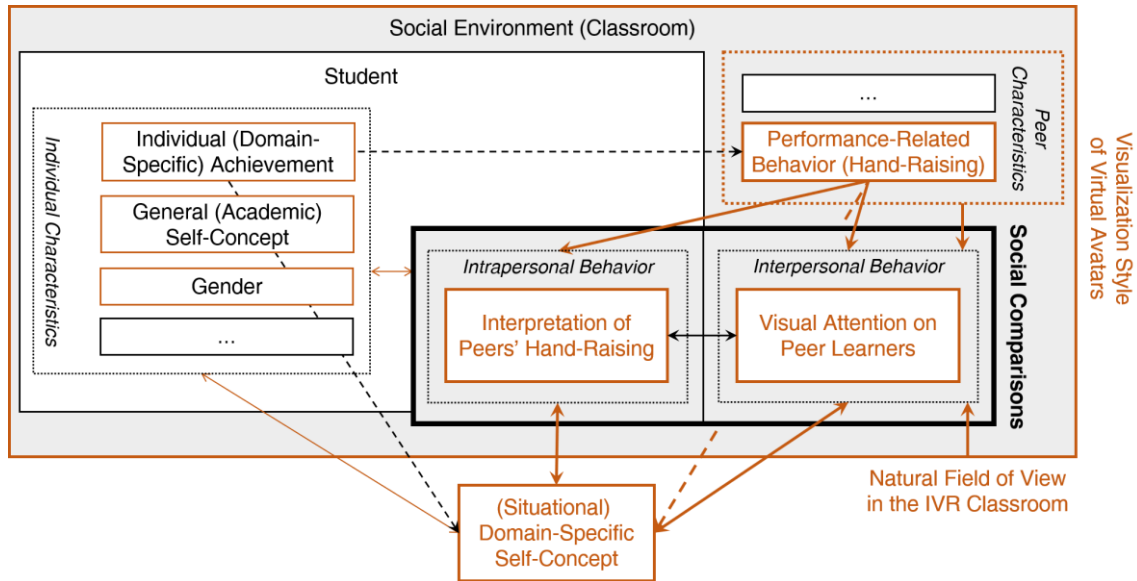 Social Environment (Classroom)
Student
Individual Characteristics
Individual (Domain-
Specific) Achievement
General (Academic)
Self-Concept
Gender
...
...
Performance-Related
Behavior (Hand-Raising)
Peer
Characteristics
Visualization Style
of Virtual Avatars
Intrapersonal Behavior
Interpretation of
Peers' Hand-Raising
Interpersonal Behavior
Visual Attention on
Peer Learners
Social Comparisons
Natural Field of View
in the IVR Classroom
(Situational)
Domain-Specific
Self-Concept